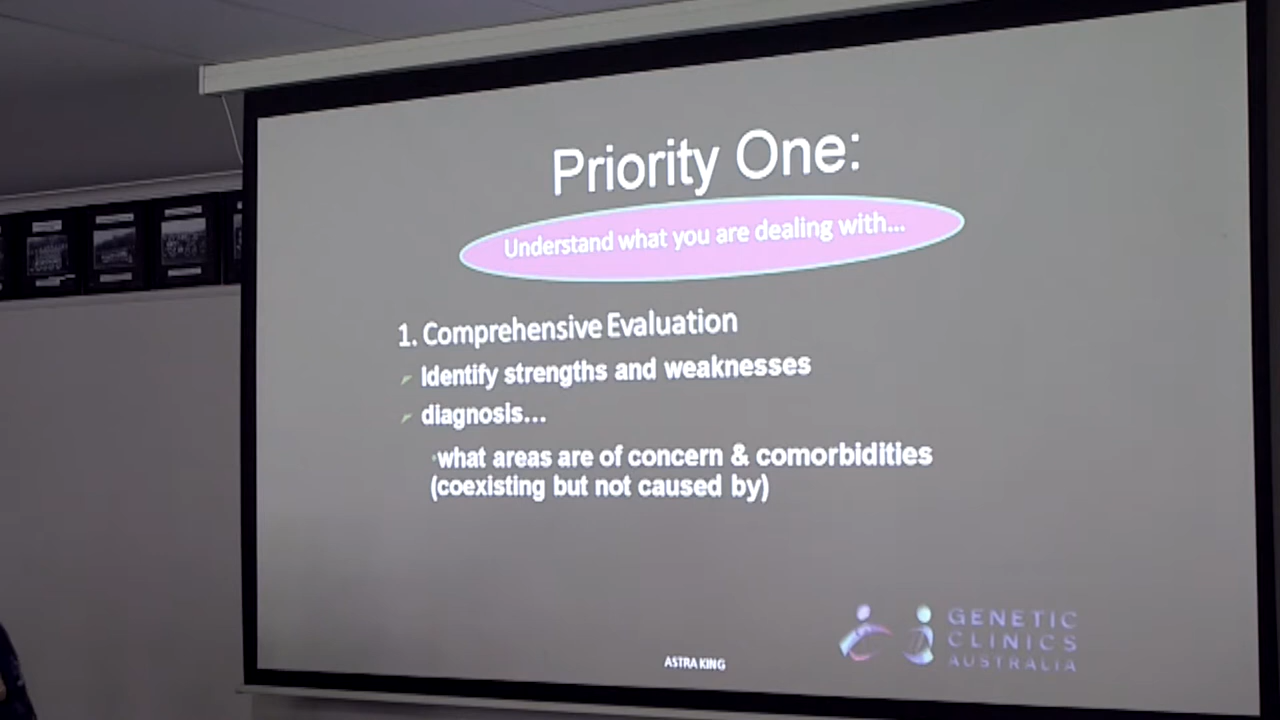 Priority One:
Understand what you are dealing with...
1. Comprehensive Evaluation
Identify strengths and weaknesses
diagnosis...
what areas are of concern & comorbidities
(coexisting but not caused by)
ASTRA KING
GENETIC
CLINICS
AUSTRALIA